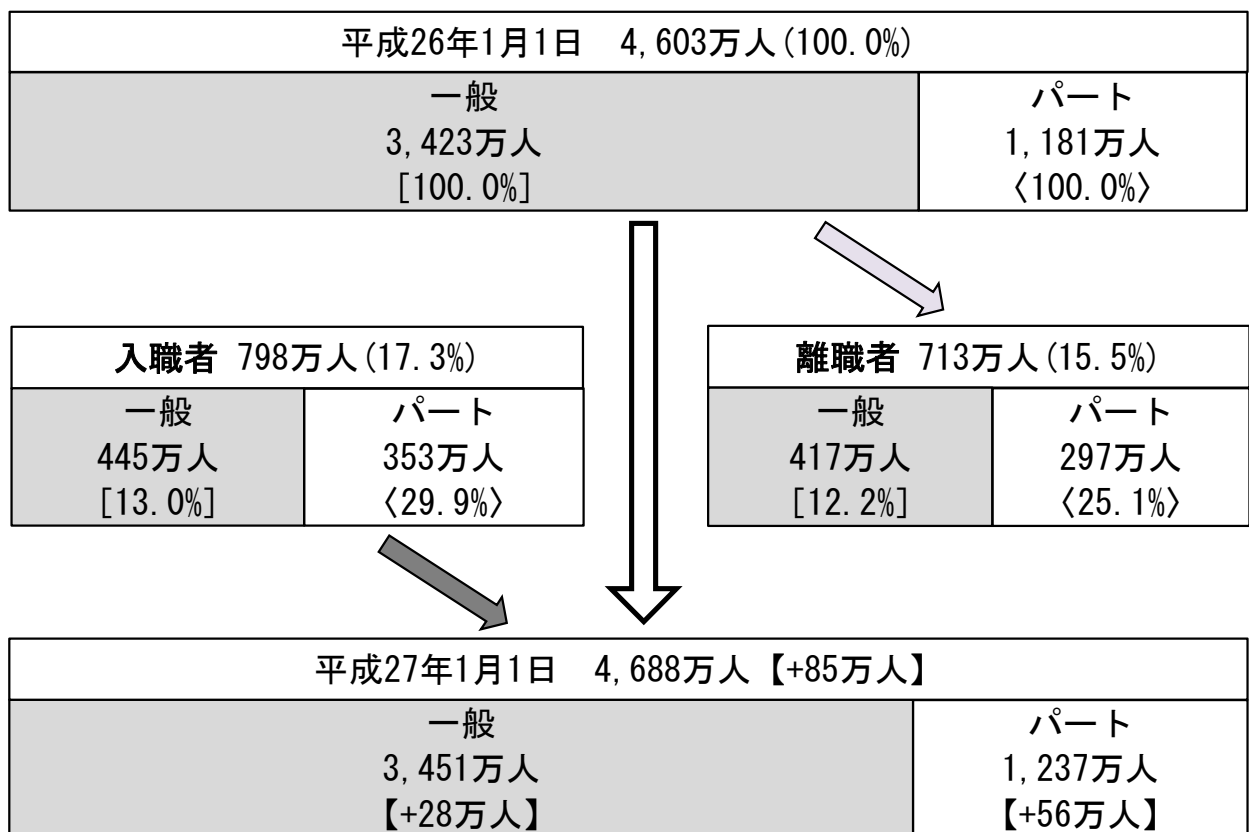 平成26年1月1日　4,603万人(100.0%)
一般
3,423万人
[100.0%]
パート
1,181万人
〈100.0%〉
入職者 798万人(17.3%)
一般
445万人
[13.0%]
パート
353万人
〈29.9%〉
離職者 713万人(15.5%)
一般
417万人
[12.2%]
パート
297万人
〈25.1%〉
平成27年1月1日　4,688万人【+85万人】
一般
3,451万人
【+28万人】
パート
1,237万人
【+56万人】